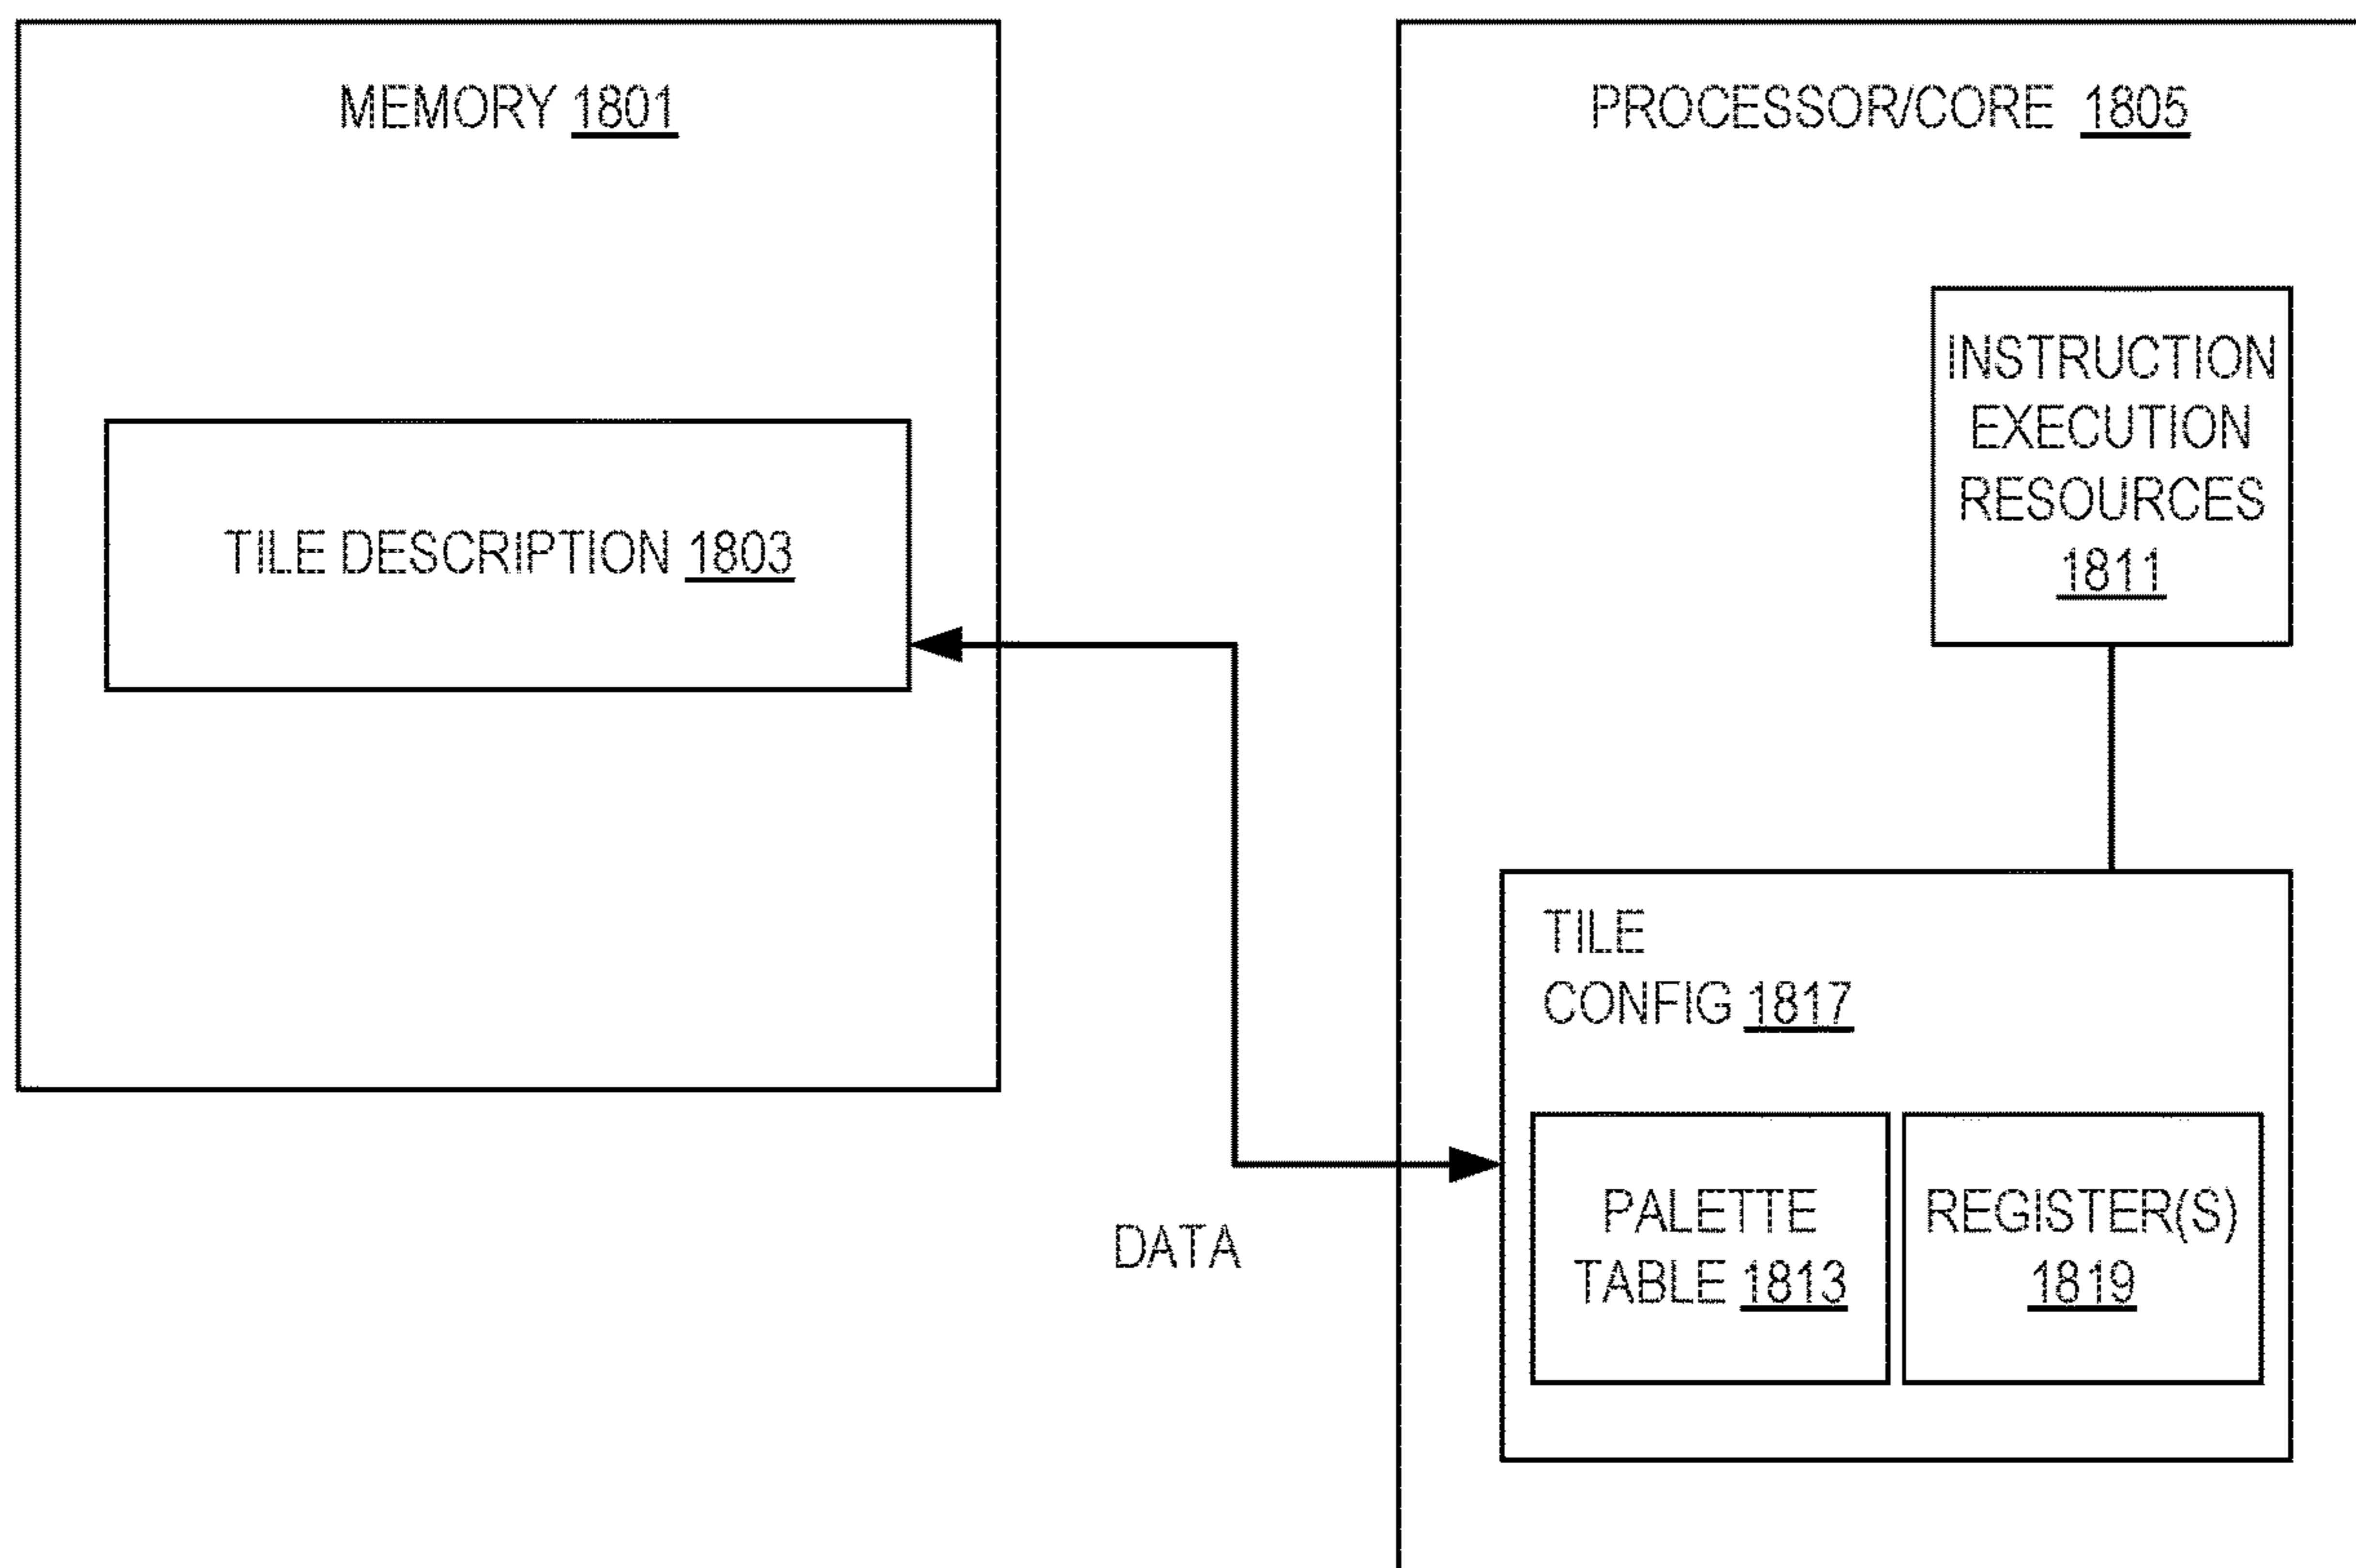 MEMORY 1801
TILE DESCRIPTION 1803
PROCESSOR/CORE 1805
INSTRUCTION
EXECUTION
RESOURCES
1811
TILE
CONFIG 1817
PALETTE
TABLE 1813
REGISTER(S)
1819
DATA